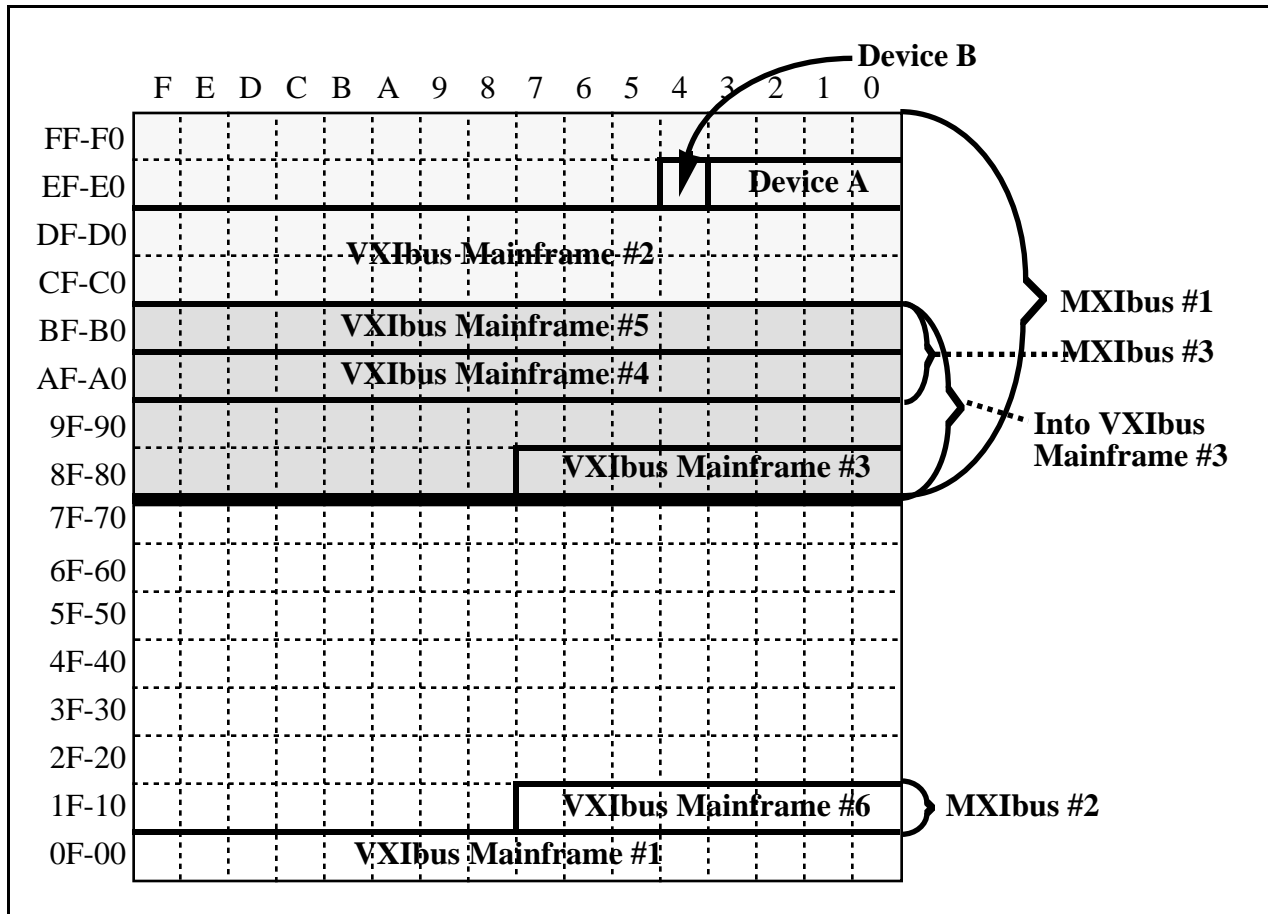 Device B
F E D C B A 9 8 7 6 5 4 3 2 1 0
FF-F0
EF-E0 Device A
DF-D0
VXIbus Mainframe #2
CF-C0
MXIbus #1
BF-B0 VXIbus Mainframe #5
MXIbus #3
AF-A0 VXIbus Mainframe #4
9F-90
Into VXIbus
Mainframe #3
8F-80 VXIbus Mainframe #3
7F-70
6F-60
5F-50
4F-40
3F-30
2F-20
1F-10 VXIbus Mainframe #6 MXIbus #2
0F-00 VXIbus Mainframe #1